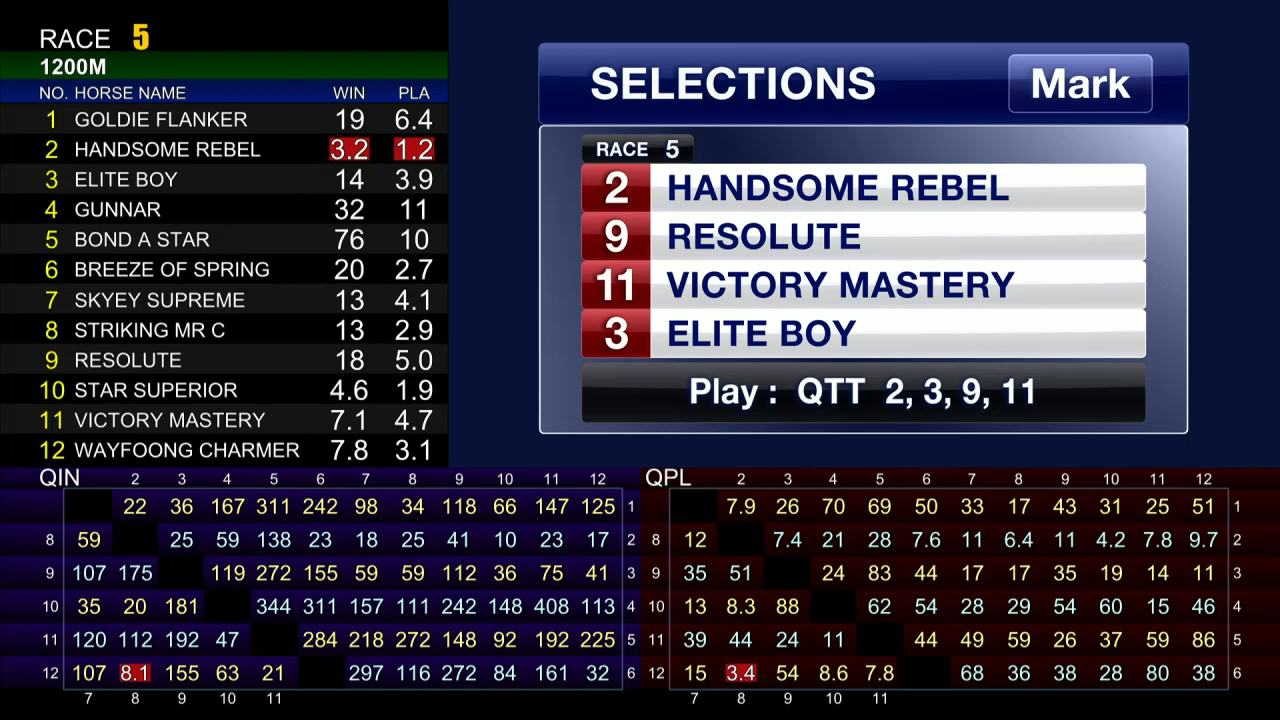 RACE 5
1200M
NO. HORSE NAME WIN PLA
1 GOLDIE FLANKER 19 6.4
2 HANDSOME REBEL 3.2 1.2
3 ELITE BOY 14 3.9
4 GUNNAR 32 11
5 BOND A STAR 76 10
6 BREEZE OF SPRING 20 2.7
7 SKYEY SUPREME 13 4.1
8 STRIKING MR C 13 2.9
9 RESOLUTE 18 5.0
10 STAR SUPERIOR 4.6 1.9
11 VICTORY MASTERY 7.1 4.7
12 WAYFOONG CHARMER 7.8 3.1
SELECTIONS Mark
RACE 5
2 HANDSOME REBEL
9 RESOLUTE
11 VICTORY MASTERY
3 ELITE BOY
Play : QTT 2, 3, 9, 11
QIN 2 3 4 5 6 7 8 9 10 11 12
22 36 167 311 242 98 34 118 66 147 125 1
8 59 25 59 138 23 18 25 41 10 23 17 2
9 107 175 119 272 155 59 59 112 36 75 41 3
10 35 20 181 344 311 157 111 242 148 408 113 4
11 120 112 192 47 284 218 272 148 92 192 225 5
12 107 8.1 155 63 21 297 116 272 84 161 32 6
7 8 9 10 11
QPL 2 3 4 5 6 7 8 9 10 11 12
7.9 26 70 69 50 33 17 43 31 25 51 1
8 12 7.4 21 28 7.6 11 6.4 11 4.2 7.8 9.7 2
9 35 51 24 83 44 17 17 35 19 14 11 3
10 13 8.3 88 62 54 28 29 54 60 15 46 4
11 39 44 24 11 44 49 59 26 37 59 86 5
12 15 3.4 54 8.6 7.8 68 36 38 28 80 38 6
7 8 9 10 11